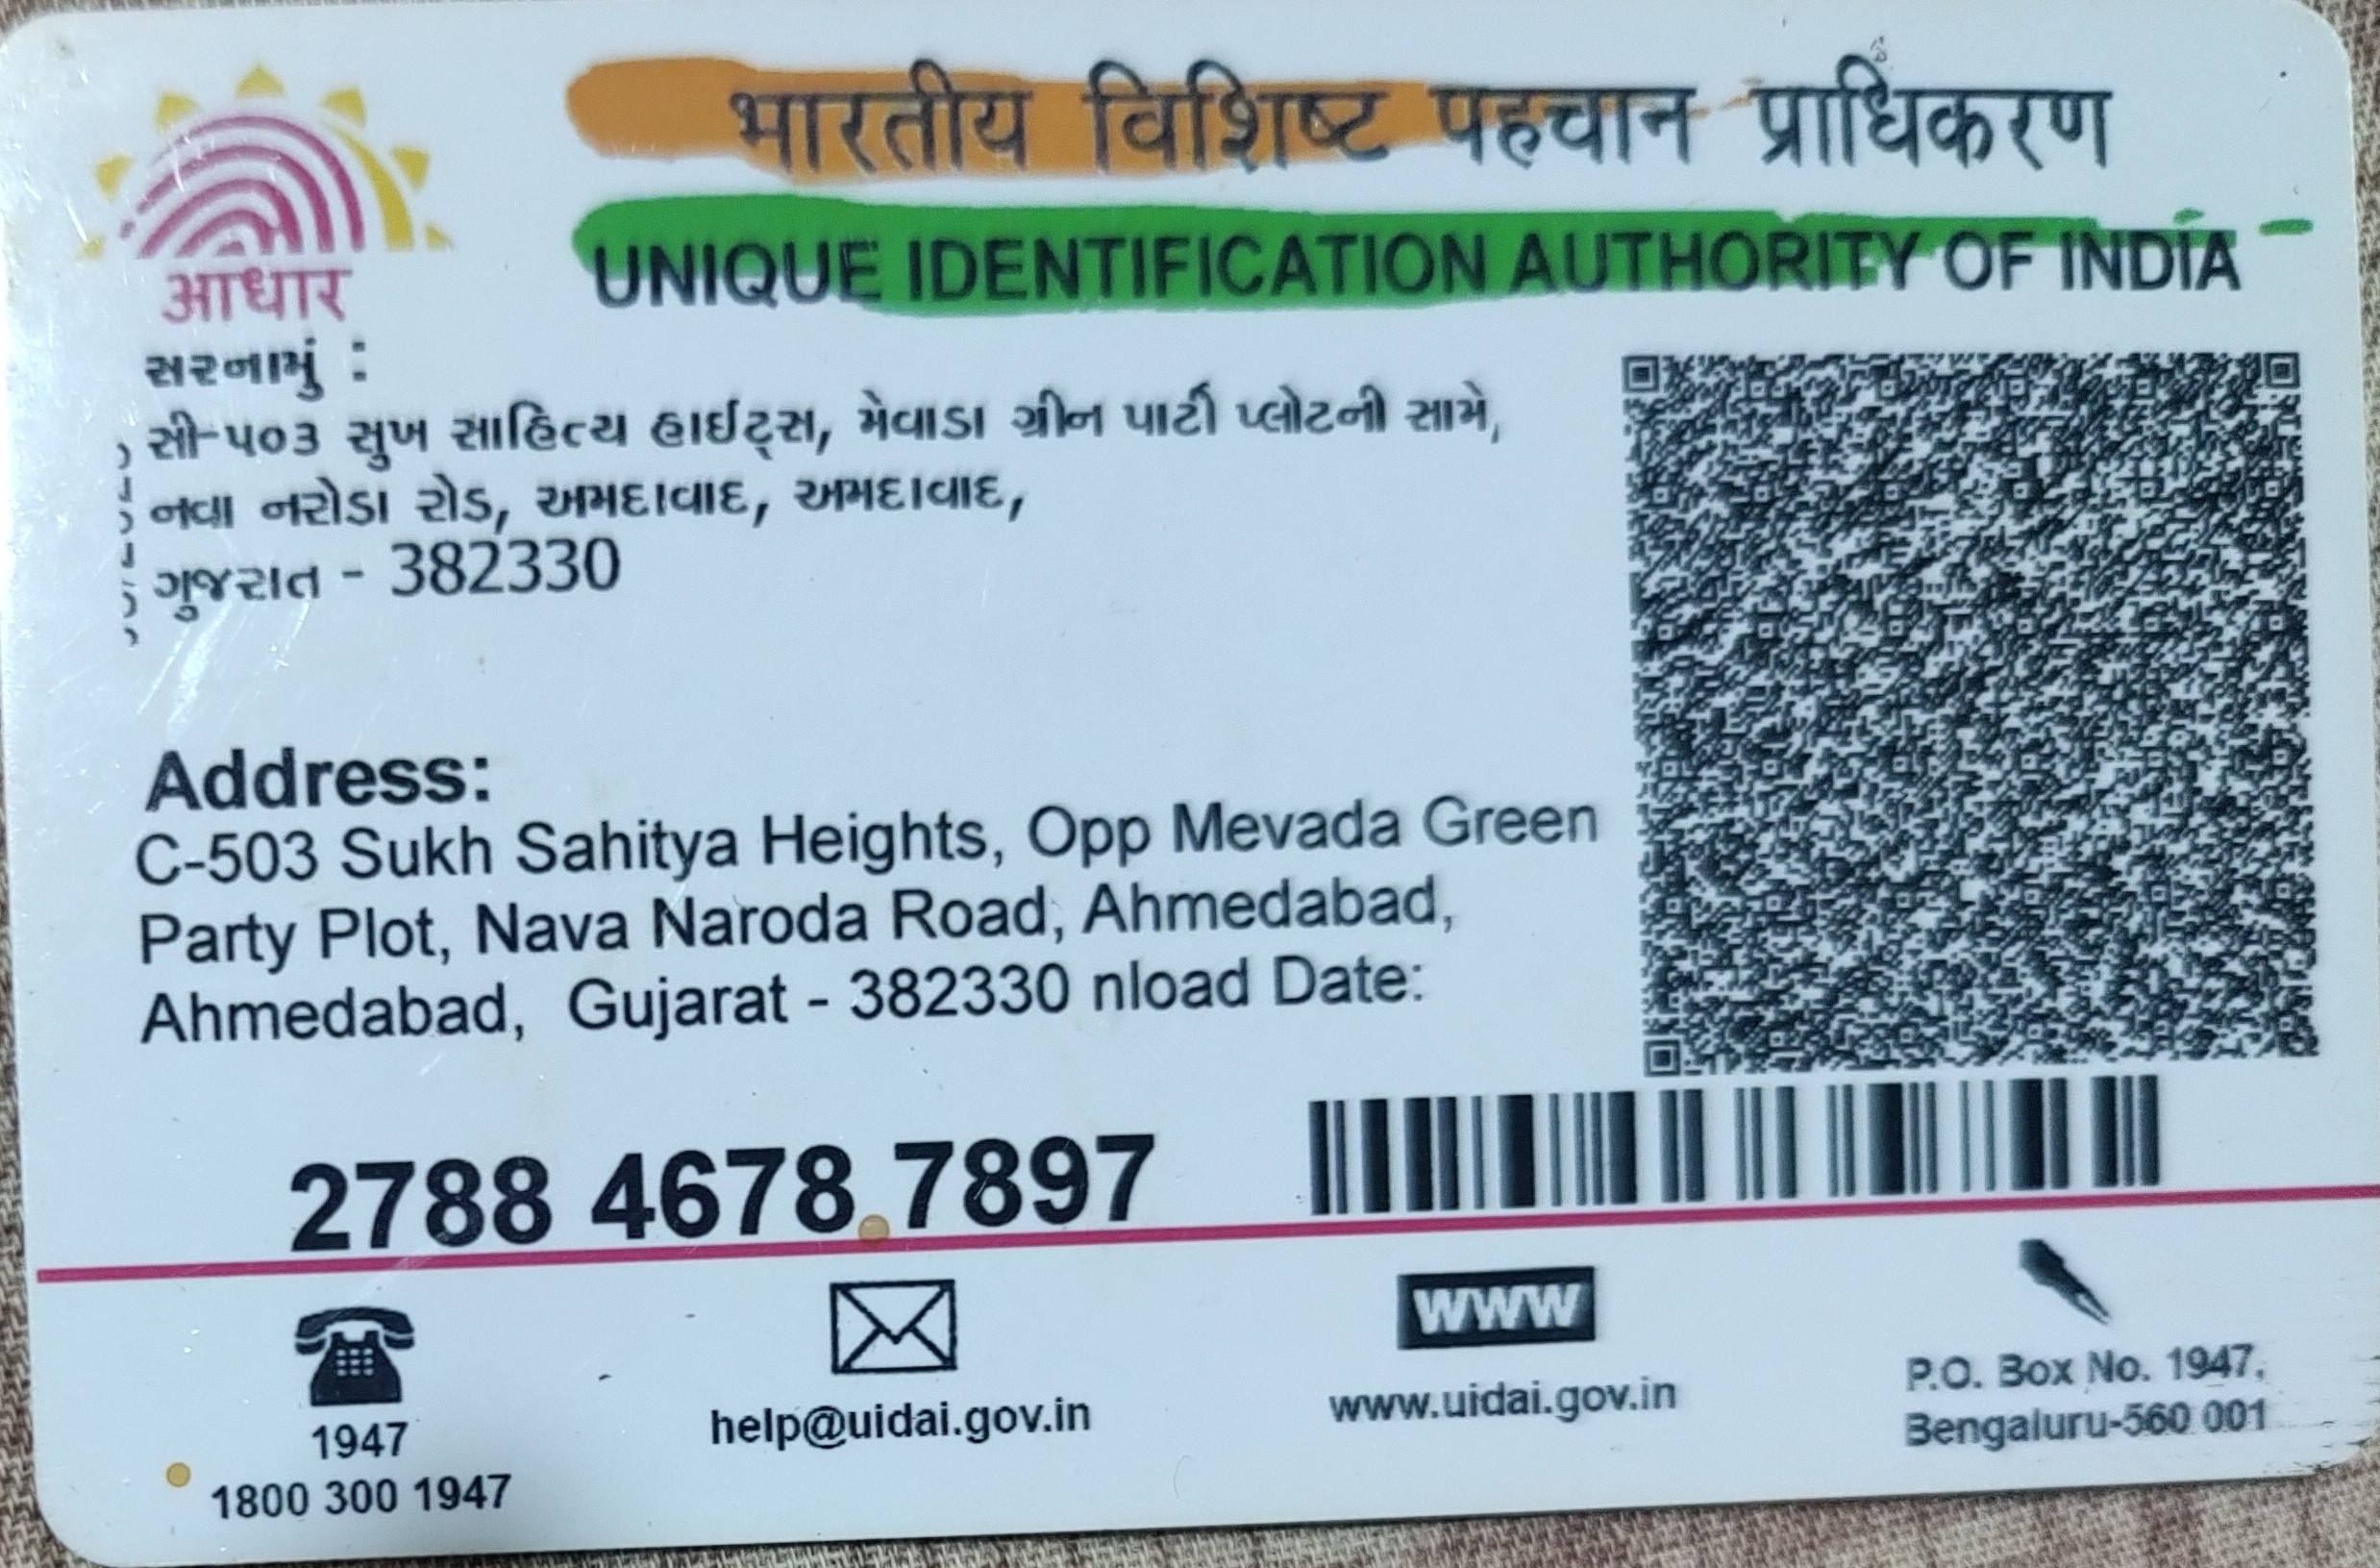 भारतीय विशिष्ट पहचान प्राधिकरण
UNIQUE IDENTIFICATION AUTHORITY OF INDIA
आधार
સરનામું :
સી-૫૦૩ સુખ સાહિત્ય હાઈટ્સ, મેવાડા ગ્રીન પાર્ટી પ્લોટની સામે,
નવા નરોડા રોડ, અમદાવાદ, અમદાવાદ,
ગુજરાત - 382330
Address:
C-503 Sukh Sahitya Heights, Opp Mevada Green
Party Plot, Nava Naroda Road, Ahmedabad,
Ahmedabad, Gujarat - 382330 nload Date:
2788 4678 7897
1947
1800 300 1947
help@uidai.gov.in
www
www.uidai.gov.in
P.O. Box No. 1947,
Bengaluru-560 001